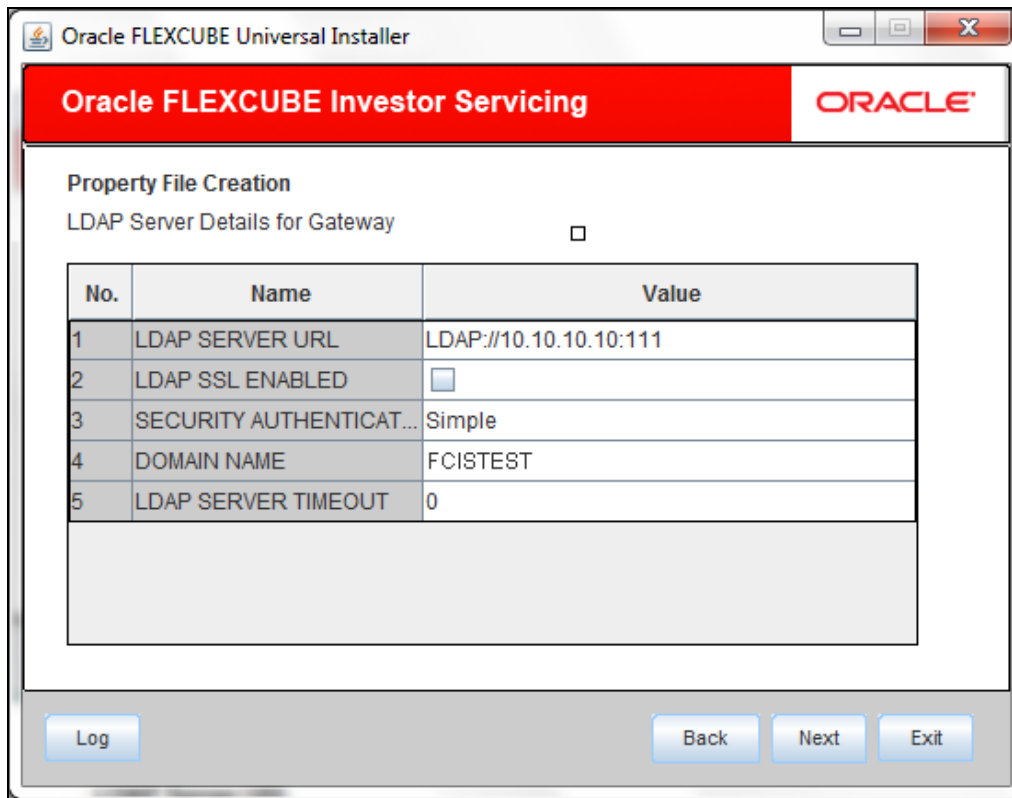 Oracle FLEXCUBE Universal Installer
Oracle FLEXCUBE Investor Servicing
ORACLE
Property File Creation
LDAP Server Details for Gateway
No. Name Value
1 LDAP SERVER URL LDAP://10.10.10.10:111
2 LDAP SSL ENABLED
3 SECURITY AUTHENTICAT... Simple
4 DOMAIN NAME FCISTEST
5 LDAP SERVER TIMEOUT 0
Log Back Next Exit